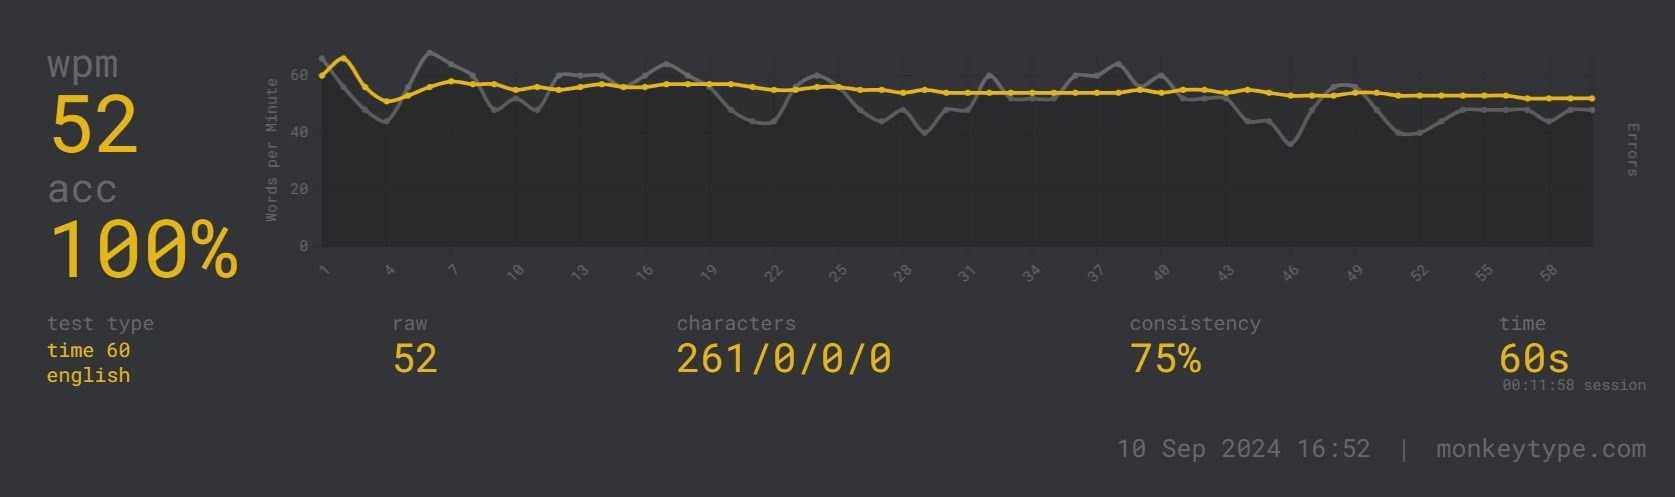 wpm
52
acc
100%
Words per Minute
60
40
20
0
1 4 7 10 13 16 19 22 25 28 31 34 37 40 43 46 49 52 55 58
Errors
test type
time 60
english
raw
52
characters
261/0/0/0
consistency
75%
time
60s
00:11:58 session
10 Sep 2024 16:52 | monkeytype.com